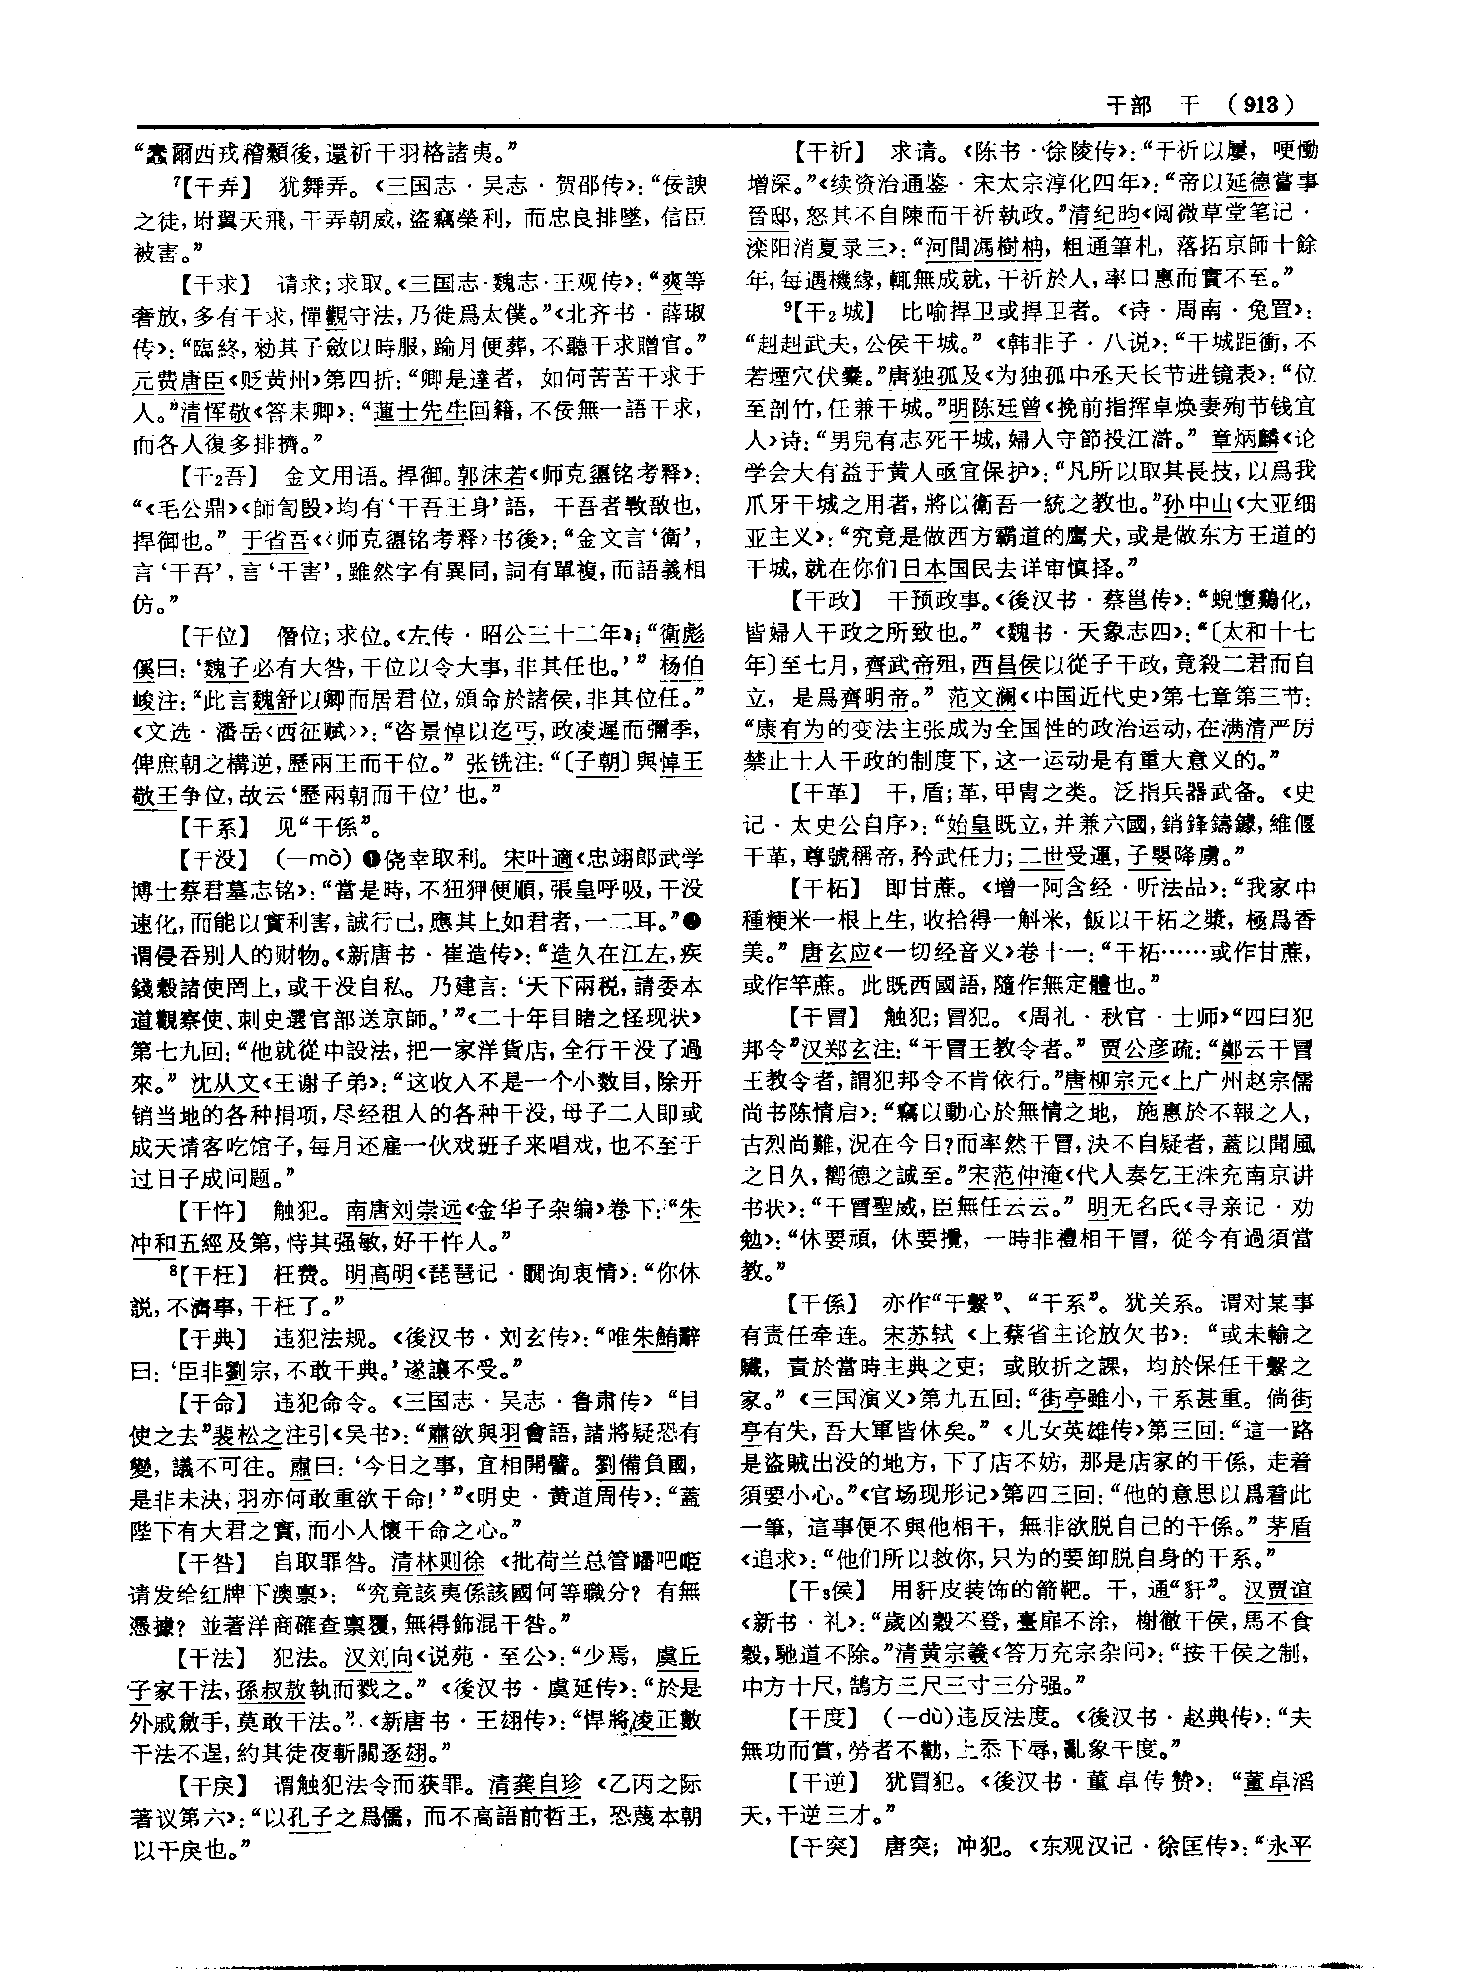 干部　干　（913）
“蠢爾西戎稽顙後，還祈干羽格諸夷。”
⁷【干弄】　犹舞弄。《三国志·吴志·贺邵传》：“佞諛
之徒，拊翼天飛，干弄朝威，盜竊榮利，而忠良排墜，信臣
被害。”
【干求】　请求；求取。《三国志·魏志·王观传》：“爽等
奢放，多有干求，憚觀守法，乃徙爲太僕。”《北齐书·薛琡
传》：“臨終，勑其子斂以時服，踰月便葬，不聽干求贈官。”
元费唐臣《贬黄州》第四折：“卿是達者，如何苦苦干求于
人。”清恽敬《答来卿》：“蓮士先生回籍，不佞無一語干求，
而各人復多排擠。”
【干₂吾】　金文用语。捍御。郭沫若《师克盨铭考释》：
“《毛公鼎》《師訇殷》均有‘干吾王身’語，干吾者敦敔也，
捍御也。”于省吾《〈师克盨铭考释〉书後》：“金文言‘衛’，
言‘干吾’，言‘干害’，雖然字有異同，詞有單複，而語義相
仿。”
【干位】　僭位；求位。《左传·昭公三十二年》：“衛彪
傒曰：‘魏子必有大咎，干位以令大事，非其任也。’”杨伯
峻注：“此言魏舒以卿而居君位，頒命於諸侯，非其位任。”
《文选·潘岳〈西征赋〉》：“咨景悼以迄丐，政凌遲而彌季，
俾庶朝之構逆，歷兩王而干位。”张铣注：“〔子朝〕與悼王
敬王争位，故云‘歷兩朝而干位’也。”
【干系】　见“干係”。
【干没】　（—mò）❶侥幸取利。宋叶適《忠翊郎武学
博士蔡君墓志铭》：“當是時，不狃狎便順，張皇呼吸，干没
速化，而能以實利害，誠行己，應其上如君者，一二耳。”❷
谓侵吞别人的财物。《新唐书·崔造传》：“造久在江左，疾
錢穀諸使罔上，或干没自私。乃建言：‘天下兩税，請委本
道觀察使、刺史選官部送京師。’”《二十年目睹之怪现状》
第七九回：“他就從中設法，把一家洋貨店，全行干没了過
來。”沈从文《王谢子弟》：“这收入不是一个小数目，除开
销当地的各种捐项，尽经租人的各种干没，母子二人即或
成天请客吃馆子，每月还雇一伙戏班子来唱戏，也不至于
过日子成问题。”
【干忤】　触犯。南唐刘崇远《金华子杂编》卷下：“朱
冲和五經及第，恃其强敏，好干忤人。”
⁸【干枉】　枉费。明高明《琵琶记·瞯询衷情》：“你休
説，不濟事，干枉了。”
【干典】　违犯法规。《後汉书·刘玄传》：“唯朱鮪辭
曰：‘臣非劉宗，不敢干典。’遂讓不受。”
【干命】　违犯命令。《三国志·吴志·鲁肃传》“目
使之去”裴松之注引《吴书》：“肅欲與羽會語，諸將疑恐有
變，議不可往。肅曰：‘今日之事，宜相開譬。劉備負國，
是非未決，羽亦何敢重欲干命！’”《明史·黄道周传》：“蓋
陛下有大君之實，而小人懷干命之心。”
【干咎】　自取罪咎。清林则徐《批荷兰总管𤲞吧喴
请发给红牌下澳禀》：“究竟該夷係該國何等職分？有無
憑據？並著洋商確查禀覆，無得飾混干咎。”
【干法】　犯法。汉刘向《说苑·至公》：“少焉，虞丘
子家干法，孫叔敖執而戮之。”《後汉书·虞延传》：“於是
外戚斂手，莫敢干法。”《新唐书·王翃传》：“悍將凌正數
干法不逞，約其徒夜斬關逐翃。”
【干戾】　谓触犯法令而获罪。清龚自珍《乙丙之际
著议第六》：“以孔子之爲儒，而不高語前哲王，恐蔑本朝
以干戾也。”
【干祈】　求请。《陈书·徐陵传》：“干祈以屢，哽慟
增深。”《续资治通鉴·宋太宗淳化四年》：“帝以延德嘗事
晉邸，怒其不自陳而干祈執政。”清纪昀《阅微草堂笔记·
滦阳消夏录三》：“河間馮樹柟，粗通筆札，落拓京師十餘
年，每遇機緣，輒無成就，干祈於人，率口惠而實不至。”
⁹【干₂城】　比喻捍卫或捍卫者。《诗·周南·兔罝》：
“赳赳武夫，公侯干城。”《韩非子·八说》：“干城距衝，不
若堙穴伏櫜。”唐独孤及《为独孤中丞天长节进镜表》：“位
至剖竹，任兼干城。”明陈廷曾《挽前指挥卓焕妻殉节钱宜
人》诗：“男兒有志死干城，婦人守節投江滸。”章炳麟《论
学会大有益于黄人亟宜保护》：“凡所以取其長技，以爲我
爪牙干城之用者，將以衛吾一統之教也。”孙中山《大亚细
亚主义》：“究竟是做西方霸道的鹰犬，或是做东方王道的
干城，就在你们日本国民去详审慎择。”
【干政】　干预政事。《後汉书·蔡邕传》：“蜺墮鷄化，
皆婦人干政之所致也。”《魏书·天象志四》：“〔太和十七
年〕至七月，齊武帝殂，西昌侯以從子干政，竟殺二君而自
立，是爲齊明帝。”范文澜《中国近代史》第七章第三节：
“康有为的变法主张成为全国性的政治运动，在满清严厉
禁止士人干政的制度下，这一运动是有重大意义的。”
【干革】　干，盾；革，甲胄之类。泛指兵器武备。《史
记·太史公自序》：“始皇既立，并兼六國，銷鋒鑄鐻，維偃
干革，尊號稱帝，矜武任力；二世受運，子嬰降虜。”
【干柘】　即甘蔗。《增一阿含经·听法品》：“我家中
種粳米一根上生，收拾得一斛米，飯以干柘之漿，極爲香
美。”唐玄应《一切经音义》卷十一：“干柘……或作甘蔗，
或作竿蔗。此既西國語，隨作無定體也。”
【干冒】　触犯；冒犯。《周礼·秋官·士师》“四曰犯
邦令”汉郑玄注：“干冒王教令者。”贾公彦疏：“鄭云干冒
王教令者，謂犯邦令不肯依行。”唐柳宗元《上广州赵宗儒
尚书陈情启》：“竊以動心於無情之地，施惠於不報之人，
古烈尚難，況在今日？而率然干冒，決不自疑者，蓋以聞風
之日久，嚮德之誠至。”宋范仲淹《代人奏乞王洙充南京讲
书状》：“干冒聖威，臣無任云云。”明无名氏《寻亲记·劝
勉》：“休要頑，休要攪，一時非禮相干冒，從今有過須當
教。”
【干係】　亦作“干繫”、“干系”。犹关系。谓对某事
有责任牵连。宋苏轼《上蔡省主论放欠书》：“或未輸之
贓，責於當時主典之吏；或敗折之課，均於保任干繫之
家。”《三国演义》第九五回：“街亭雖小，干系甚重。倘街
亭有失，吾大軍皆休矣。”《儿女英雄传》第三回：“這一路
是盗賊出没的地方，下了店不妨，那是店家的干係，走着
須要小心。”《官场现形记》第四三回：“他的意思以爲着此
一筆，這事便不與他相干，無非欲脱自己的干係。”茅盾
《追求》：“他们所以救你，只为的要卸脱自身的干系。”
【干₃侯】　用豻皮装饰的箭靶。干，通“豻”。汉贾谊
《新书·礼》：“歲凶穀不登，臺扉不涂，榭徹干侯，馬不食
穀，馳道不除。”清黄宗羲《答万充宗杂问》：“按干侯之制，
中方十尺，鹄方三尺三寸三分强。”
【干度】　（—dù）违反法度。《後汉书·赵典传》：“夫
無功而賞，勞者不勸，上忝下辱，亂象干度。”
【干逆】　犹冒犯。《後汉书·董卓传赞》：“董卓滔
天，干逆三才。”
【干突】　唐突；冲犯。《东观汉记·徐匡传》：“永平